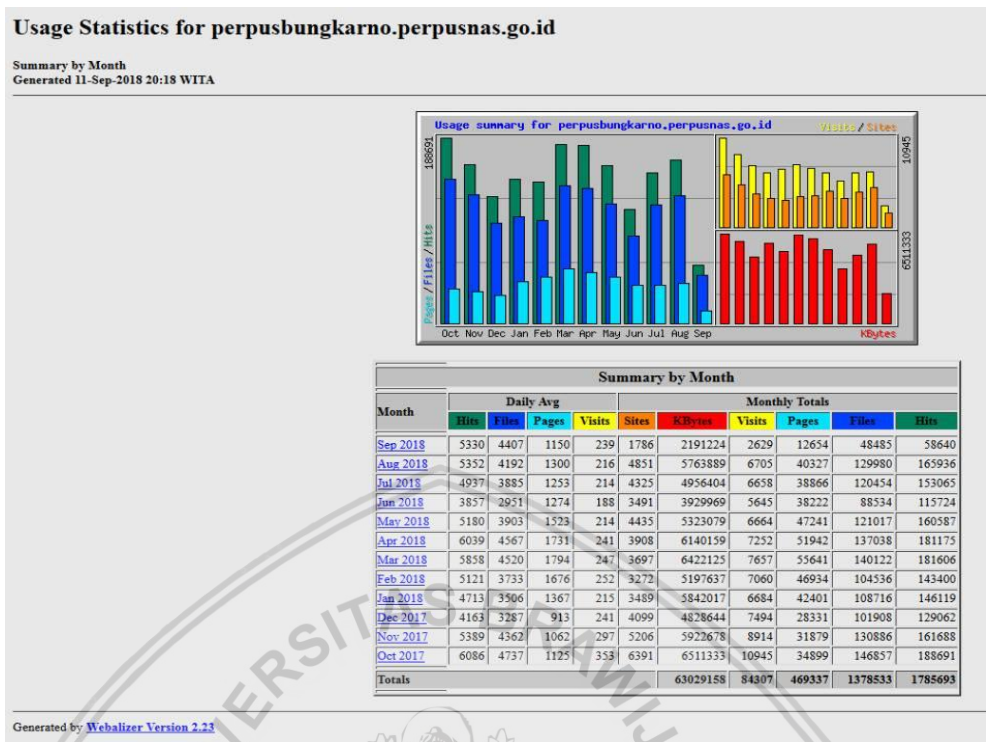 Usage Statistics for perpusbungkarno.perpusnas.go.id
Summary by Month
Generated 11-Sep-2018 20:18 WITA
Usage summary for perpusbungkarno.perpusnas.go.id
Visits / Sites
188691
10945
Pages / Files / Hits
6511333
Oct Nov Dec Jan Feb Mar Apr May Jun Jul Aug Sep
KBytes
Summary by Month
Month Daily Avg Monthly Totals
Hits Files Pages Visits Sites KBytes Visits Pages Files Hits
Sep 2018 5330 4407 1150 239 1786 2191224 2629 12654 48485 58640
Aug 2018 5352 4192 1300 216 4851 5763889 6705 40327 129980 165936
Jul 2018 4937 3885 1253 214 4325 4956404 6658 38866 120454 153065
Jun 2018 3857 2951 1274 188 3491 3929969 5645 38222 88534 115724
May 2018 5180 3903 1523 214 4435 5323079 6664 47241 121017 160587
Apr 2018 6039 4567 1731 241 3908 6140159 7252 51942 137038 181175
Mar 2018 5858 4520 1794 247 3697 6422125 7657 55641 140122 181606
Feb 2018 5121 3733 1676 252 3272 5197637 7060 46934 104536 143400
Jan 2018 4713 3506 1367 215 3489 5842017 6684 42401 108716 146119
Dec 2017 4163 3287 913 241 4099 4828644 7494 28331 101908 129062
Nov 2017 5389 4362 1062 297 5206 5922678 8914 31879 130886 161688
Oct 2017 6086 4737 1125 353 6391 6511333 10945 34899 146857 188691
Totals 63029158 84307 469337 1378533 1785693
Generated by Webalizer Version 2.23